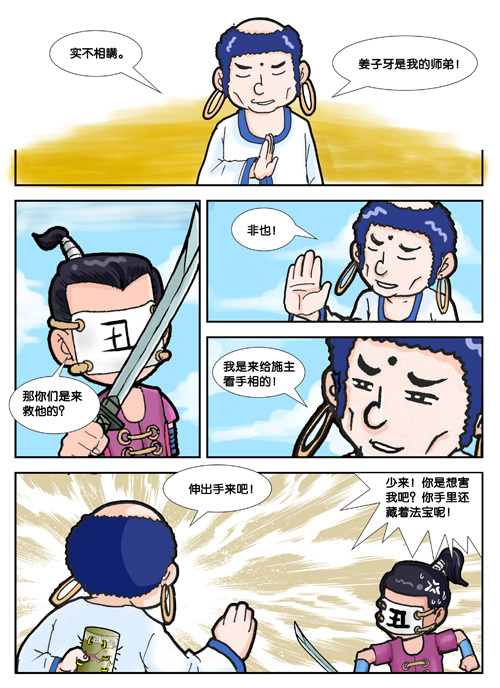 实不相瞒。
姜子牙是我的师弟！
丑
那你们是来
救他的？
非也！
我是来给施主
看手相的！
伸出手来吧！
少来！你是想害
我吧？你手里还
藏着法宝呢！
丑